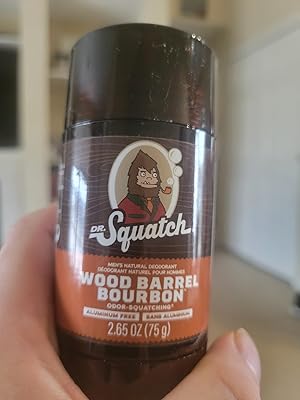 DR. Squatch
MEN'S NATURAL DEODORANT
DÉODORANT NATUREL POUR HOMMES
WOOD BARREL
BOURBON
ODOR-SQUATCHING
ALUMINUM FREE SANS ALUMINIUM
2.65 OZ (75 g)